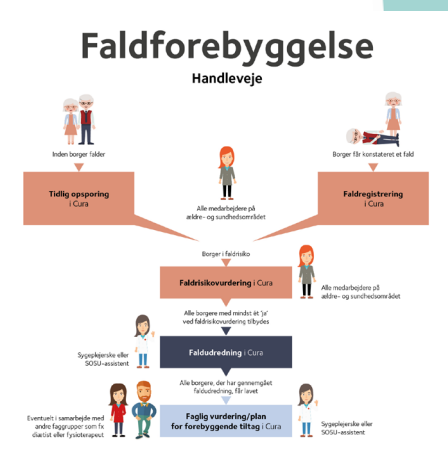 Faldforebyggelse
Handleveje
Inden borger falder
Borger får konstateret et fald
Tidlig opsporing
i Cura
Alle medarbejdere på
ældre- og sundhedsområdet
Faldregistrering
i Cura
Borger i faldrisiko
Faldrisikovurdering i Cura
Alle medarbejdere på
ældre- og sundhedsområdet
Alle borgere med mindst ét 'ja'
ved faldrisikovurdering tilbydes
Sygeplejerske eller
SOSU-assistent
Faldudredning i Cura
Alle borgere, der har gennemgået
faldudredning, får lavet
Eventuelt i samarbejde med
andre faggrupper som fx
diætist eller fysioterapeut
Faglig vurdering/plan
for forebyggende tiltag i Cura
Sygeplejerske eller
SOSU-assistent